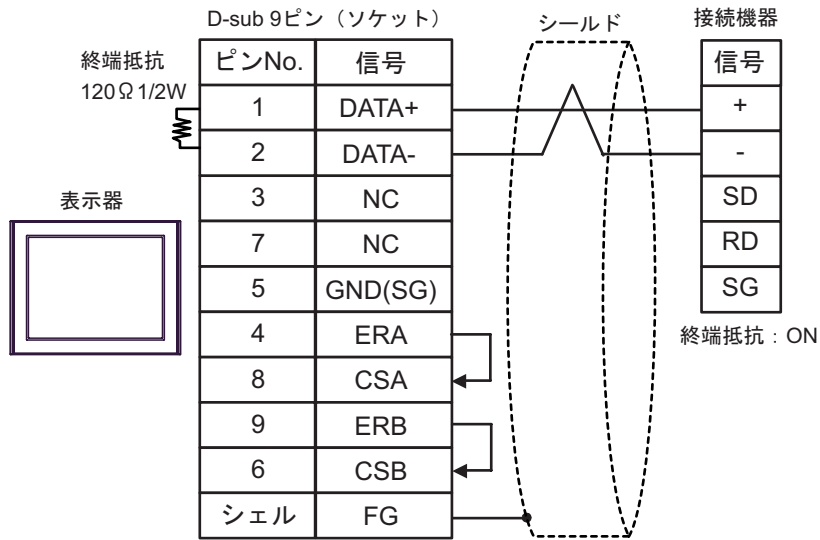 D-sub 9ピン（ソケット）
シールド
接続機器
終端抵抗
120Ω1/2W
ピンNo. 信号
信号
1 DATA+
+
2 DATA-
-
表示器
3 NC
SD
7 NC
RD
5 GND(SG)
SG
4 ERA
終端抵抗：ON
8 CSA
9 ERB
6 CSB
シェル FG